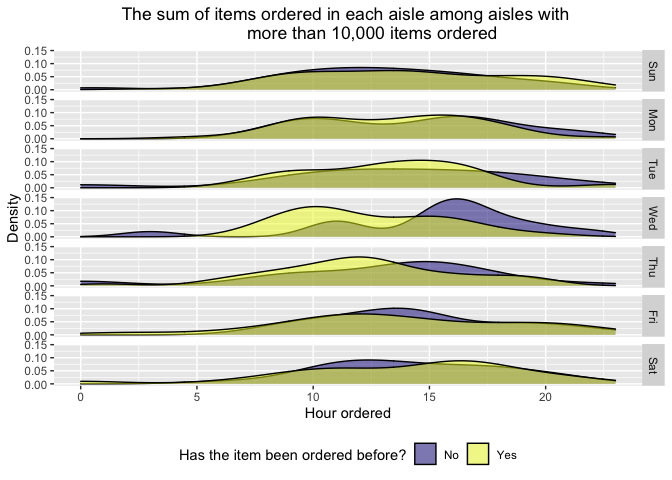 The sum of items ordered in each aisle among aisles with
more than 10,000 items ordered
0.15
0.10
0.05
0.00
Sun
0.15
0.10
0.05
0.00
Mon
0.15
0.10
0.05
0.00
Tue
0.15
0.10
0.05
0.00
Wed
0.15
0.10
0.05
0.00
Thu
0.15
0.10
0.05
0.00
Fri
0.15
0.10
0.05
0.00
Sat
Density
0 5 10 15 20
Hour ordered
Has the item been ordered before? No Yes